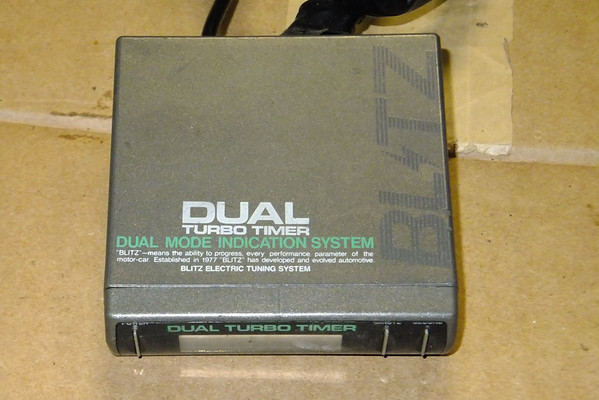 BLITZ
DUAL
TURBO TIMER
DUAL MODE INDICATION SYSTEM
"BLITZ"—means the ability to progress, every performance parameter of the
motor-car. Established in 1977 "BLITZ" has developed and evolved automotive.
BLITZ ELECTRIC TUNING SYSTEM
DUAL TURBO TIMER